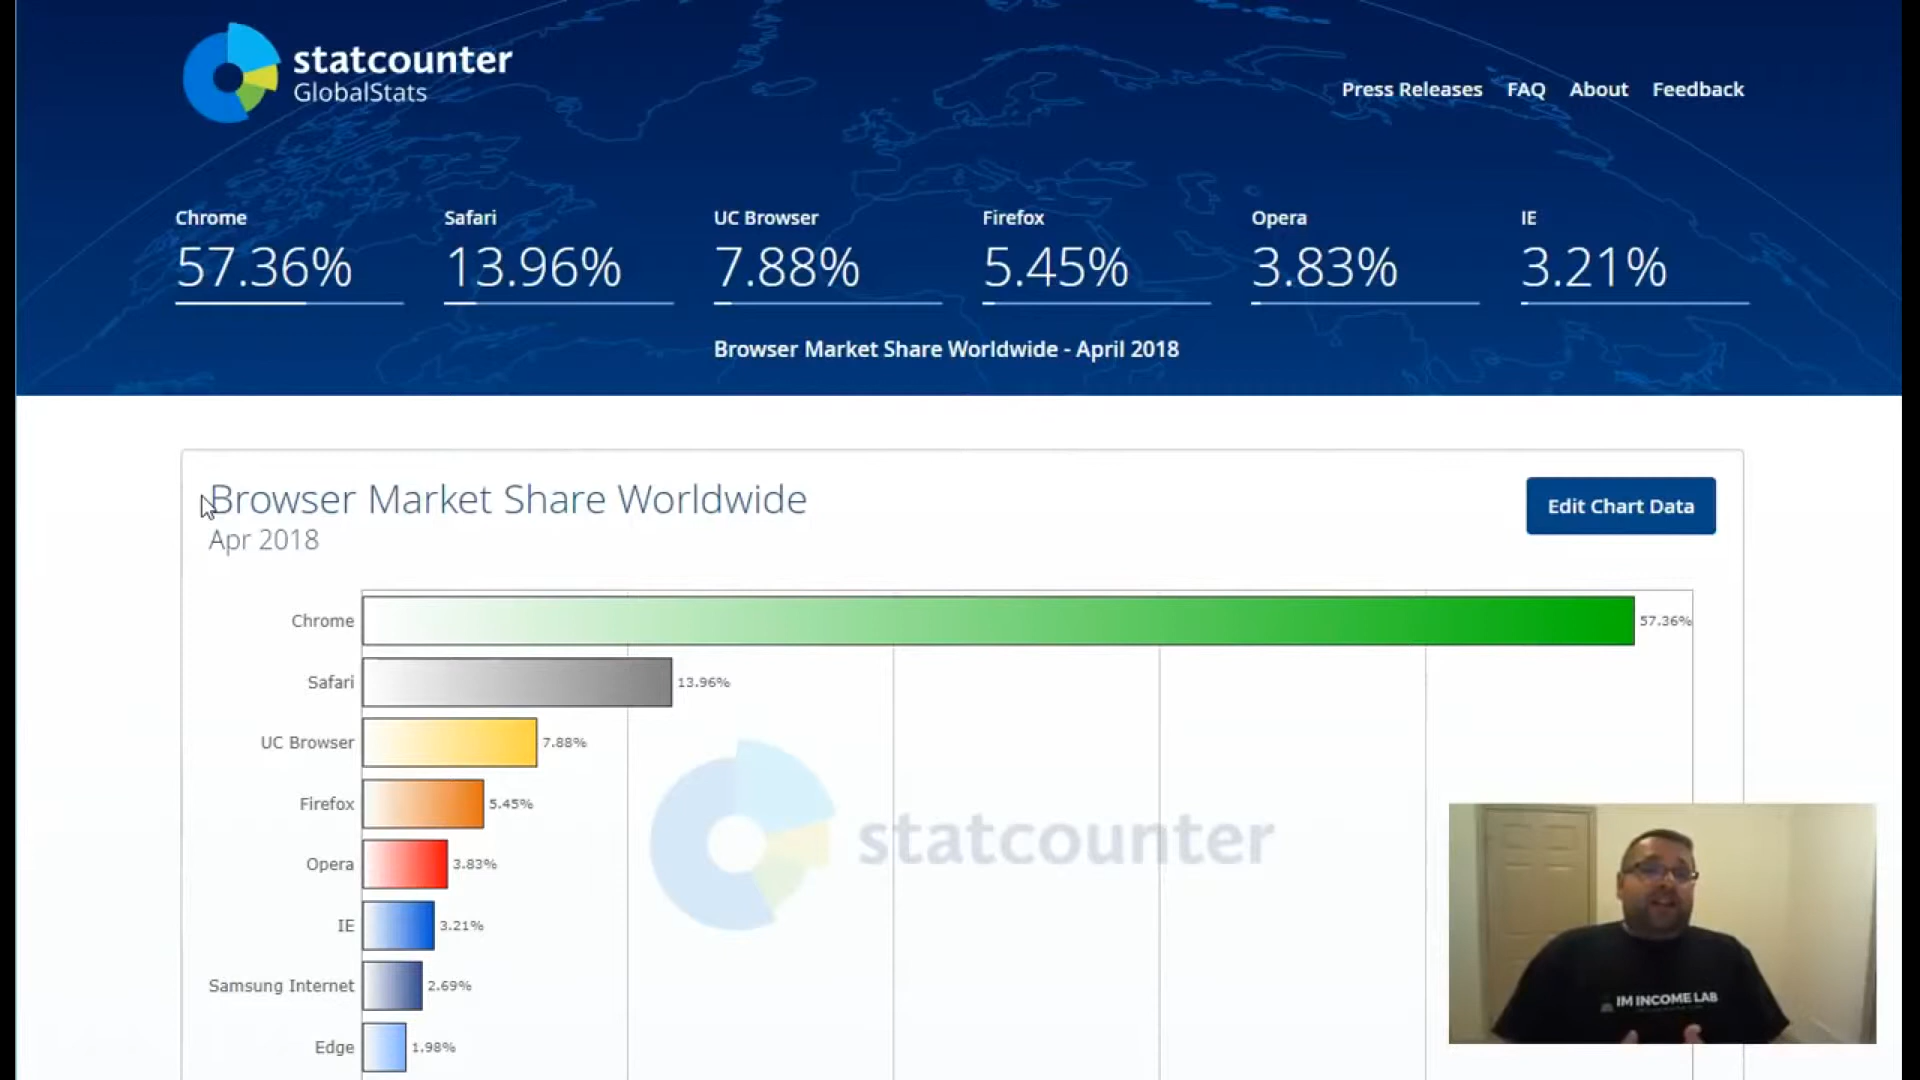 statcounter
GlobalStats
Press Releases FAQ About Feedback
Chrome Safari UC Browser Firefox Opera IE
57.36% 13.96% 7.88% 5.45% 3.83% 3.21%
Browser Market Share Worldwide - April 2018
Browser Market Share Worldwide
Apr 2018
Edit Chart Data
Chrome 57.36%
Safari 13.96%
UC Browser 7.88%
Firefox 5.45%
statcounter
Opera 3.83%
IE 3.21%
Samsung Internet 2.69%
IM INCOME LAB
Edge 1.98%